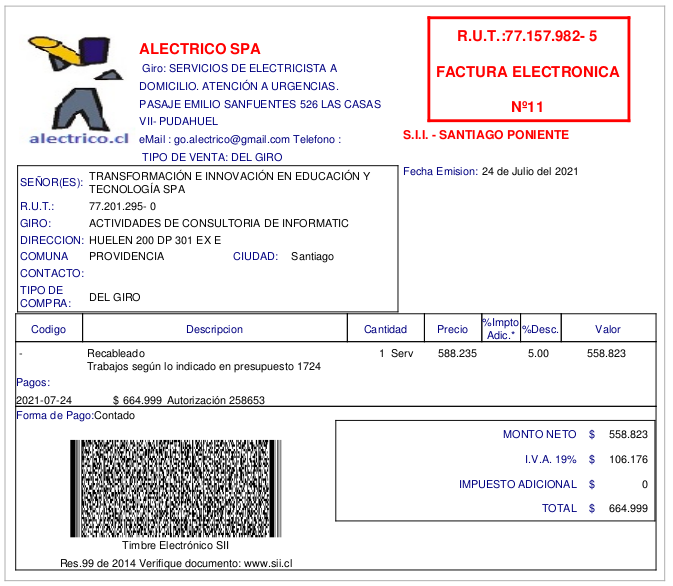 alectrico.cl
ALECTRICO SPA
Giro: SERVICIOS DE ELECTRICISTA A
DOMICILIO. ATENCIÓN A URGENCIAS.
PASAJE EMILIO SANFUENTES 526 LAS CASAS
VII- PUDAHUEL
eMail : go.alectrico@gmail.com Telefono :
TIPO DE VENTA: DEL GIRO
R.U.T.:77.157.982- 5
FACTURA ELECTRONICA
Nº11
S.I.I. - SANTIAGO PONIENTE
Fecha Emision: 24 de Julio del 2021
SEÑOR(ES): TRANSFORMACIÓN E INNOVACIÓN EN EDUCACIÓN Y
TECNOLOGÍA SPA
R.U.T.: 77.201.295- 0
GIRO: ACTIVIDADES DE CONSULTORIA DE INFORMATIC
DIRECCION: HUELEN 200 DP 301 EX E
COMUNA PROVIDENCIA CIUDAD: Santiago
CONTACTO:
TIPO DE
COMPRA: DEL GIRO
Codigo Descripcion Cantidad Precio %Impto Adic.* %Desc. Valor
- Recableado 1 Serv 588.235 5.00 558.823
Trabajos según lo indicado en presupuesto 1724
Pagos:
2021-07-24 $ 664.999 Autorización 258653
Forma de Pago:Contado
MONTO NETO $ 558.823
I.V.A. 19% $ 106.176
IMPUESTO ADICIONAL $ 0
TOTAL $ 664.999
Timbre Electrónico SII
Res.99 de 2014 Verifique documento: www.sii.cl